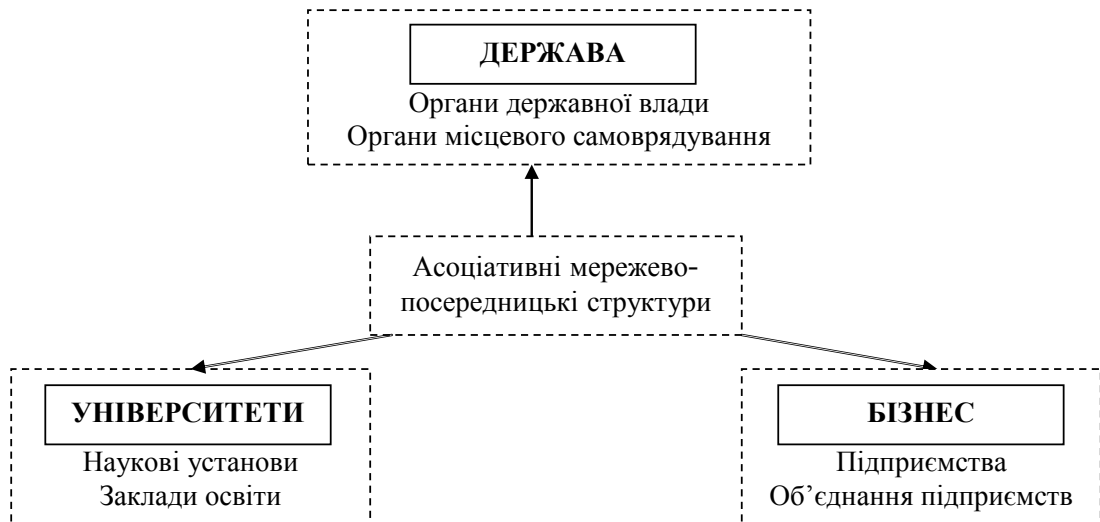 ДЕРЖАВА
Органи державної влади
Органи місцевого самоврядування
Асоціативні мережево-
посередницькі структури
УНІВЕРСИТЕТИ
Наукові установи
Заклади освіти
БІЗНЕС
Підприємства
Об’єднання підприємств